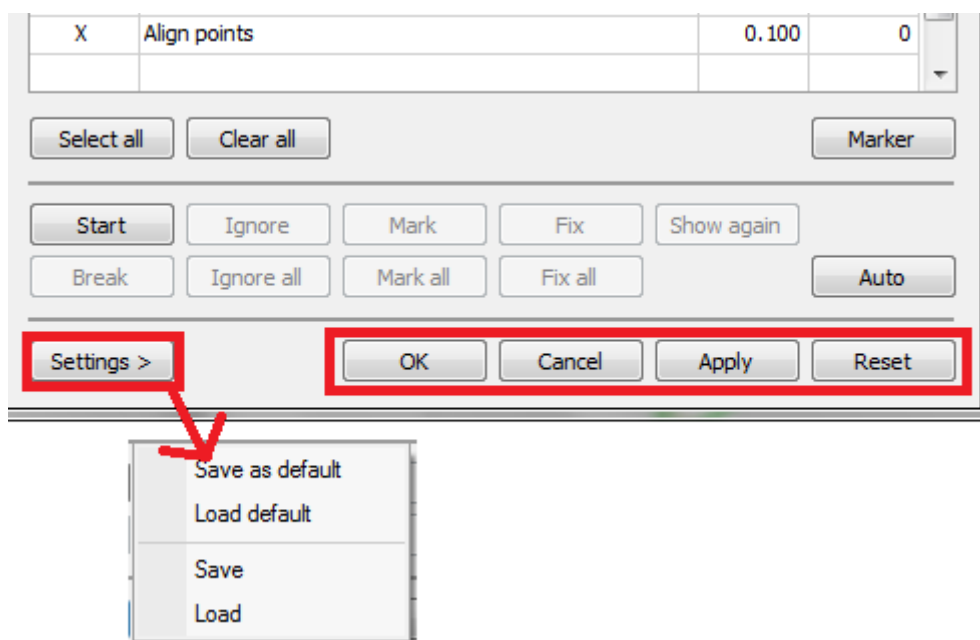 X Align points 0.100 0
Select all Clear all Marker
Start Ignore Mark Fix Show again
Break Ignore all Mark all Fix all Auto
Settings > OK Cancel Apply Reset
Save as default
Load default
Save
Load